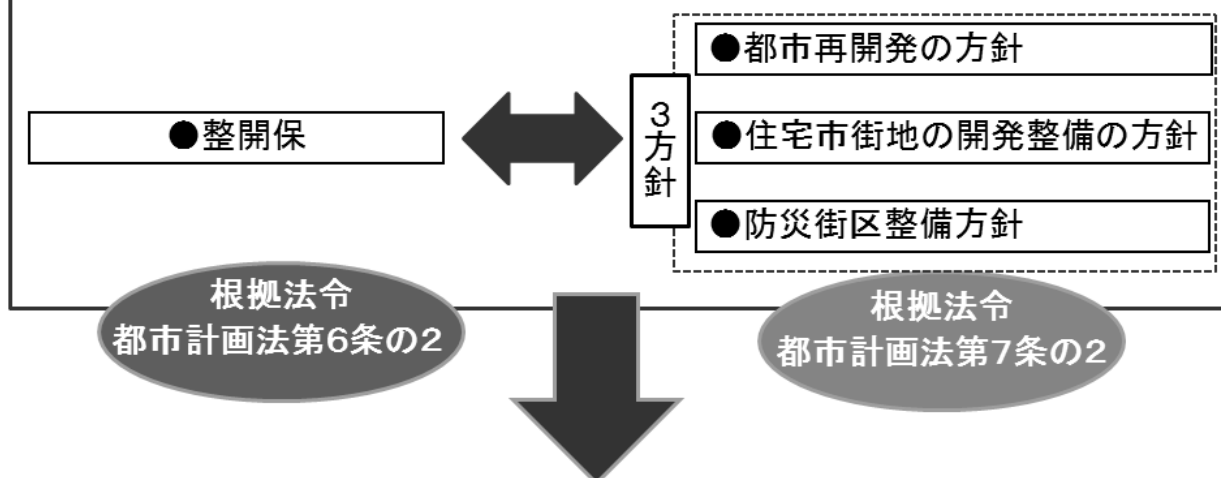 ●整開保
3方針
●都市再開発の方針
●住宅市街地の開発整備の方針
●防災街区整備方針
根拠法令
都市計画法第6条の2
根拠法令
都市計画法第7条の2